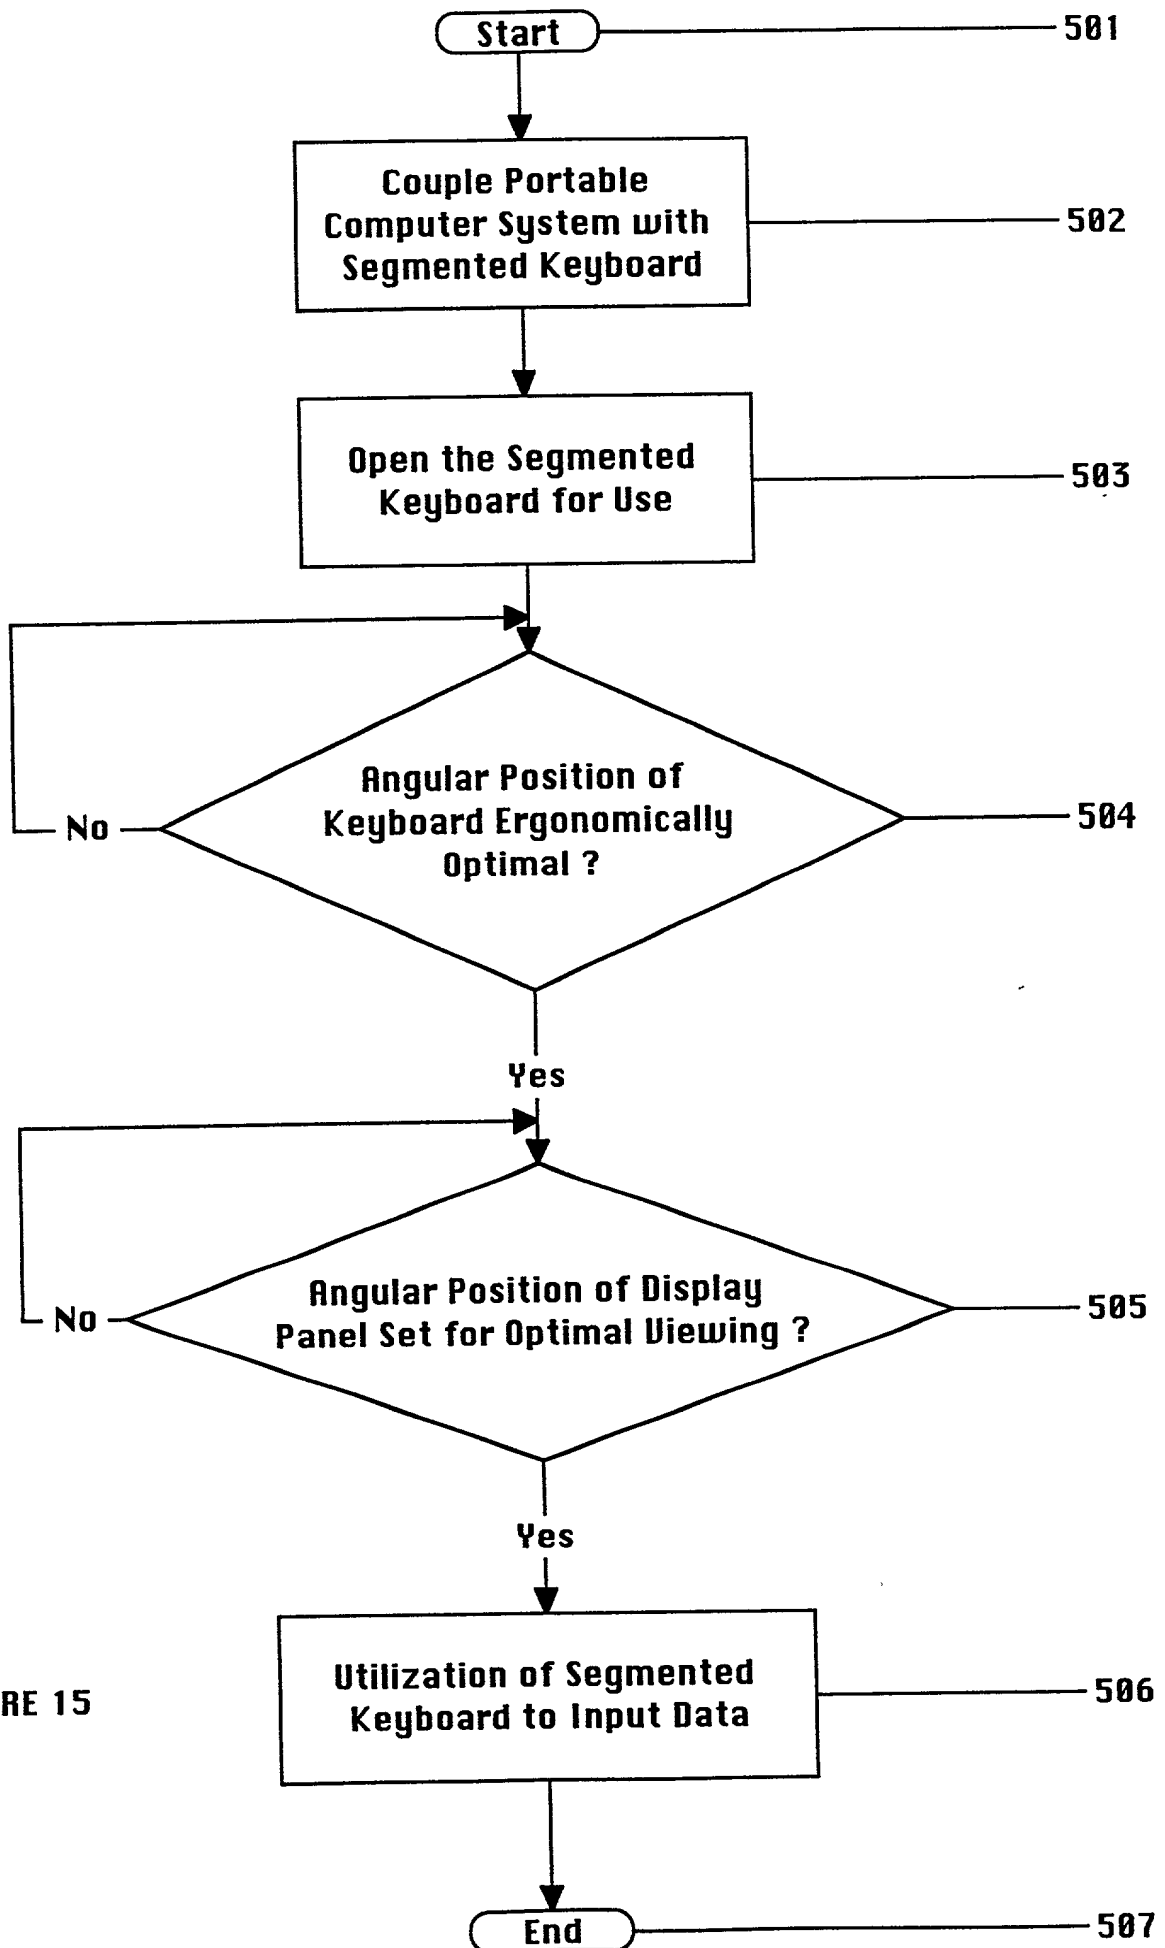 Start
501
Couple Portable
Computer System with
Segmented Keyboard
502
Open the Segmented
Keyboard for Use
503
Angular Position of
Keyboard Ergonomically
Optimal ?
504
No
Yes
Angular Position of Display
Panel Set for Optimal Viewing ?
505
No
Yes
Utilization of Segmented
Keyboard to Input Data
506
RE 15
End
507